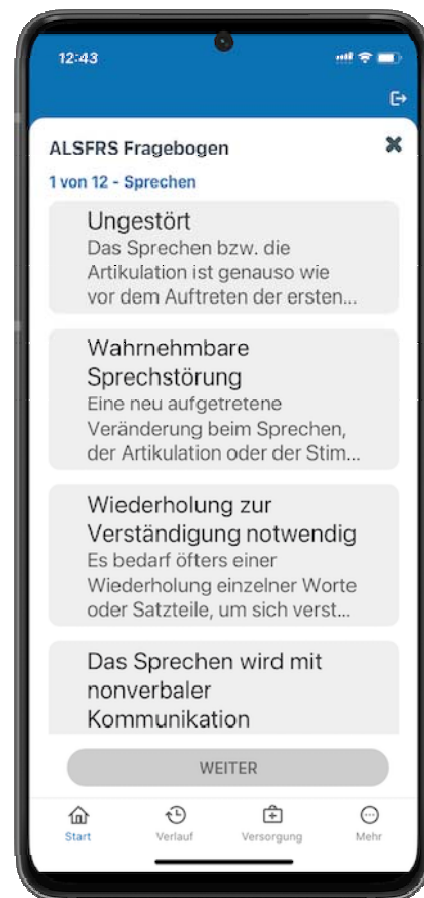 12:43
ALSFRS Fragebogen
1 von 12 - Sprechen
Ungestört
Das Sprechen bzw. die
Artikulation ist genauso wie
vor dem Auftreten der ersten...
Wahrnehmbare
Sprechstörung
Eine neu aufgetretene
Veränderung beim Sprechen,
der Artikulation oder der Stim...
Wiederholung zur
Verständigung notwendig
Es bedarf öfters einer
Wiederholung einzelner Worte
oder Satzteile, um sich verst...
Das Sprechen wird mit
nonverbaler
Kommunikation
WEITER
Start Verlauf Versorgung Mehr